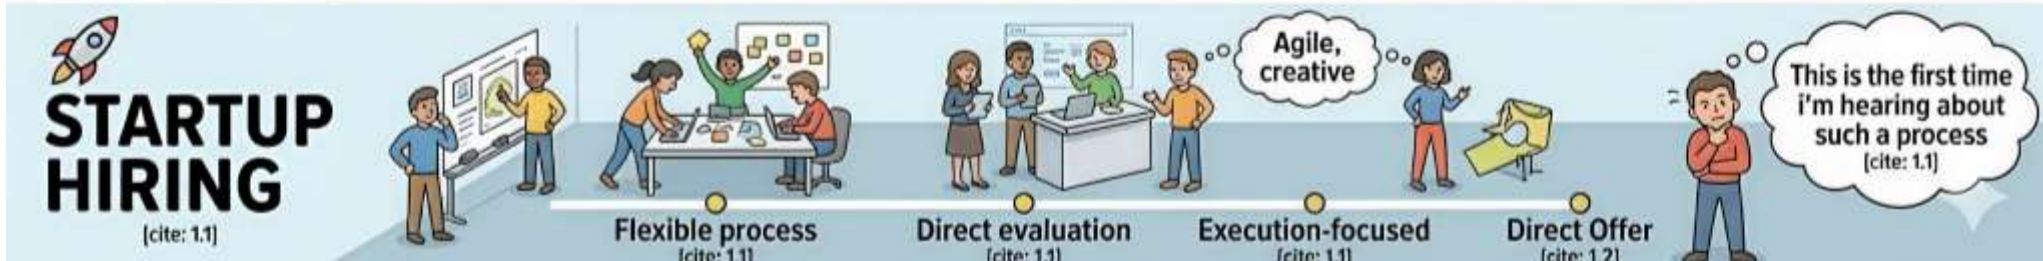 STARTUP
HIRING
[cite: 1.1]
Flexible process
[cite: 1.1]
Direct evaluation
[cite: 1.1]
Agile,
creative
Execution-focused
[cite: 1.1]
Direct Offer
[cite: 1.2]
This is the first time
i'm hearing about
such a process
[cite: 1.1]